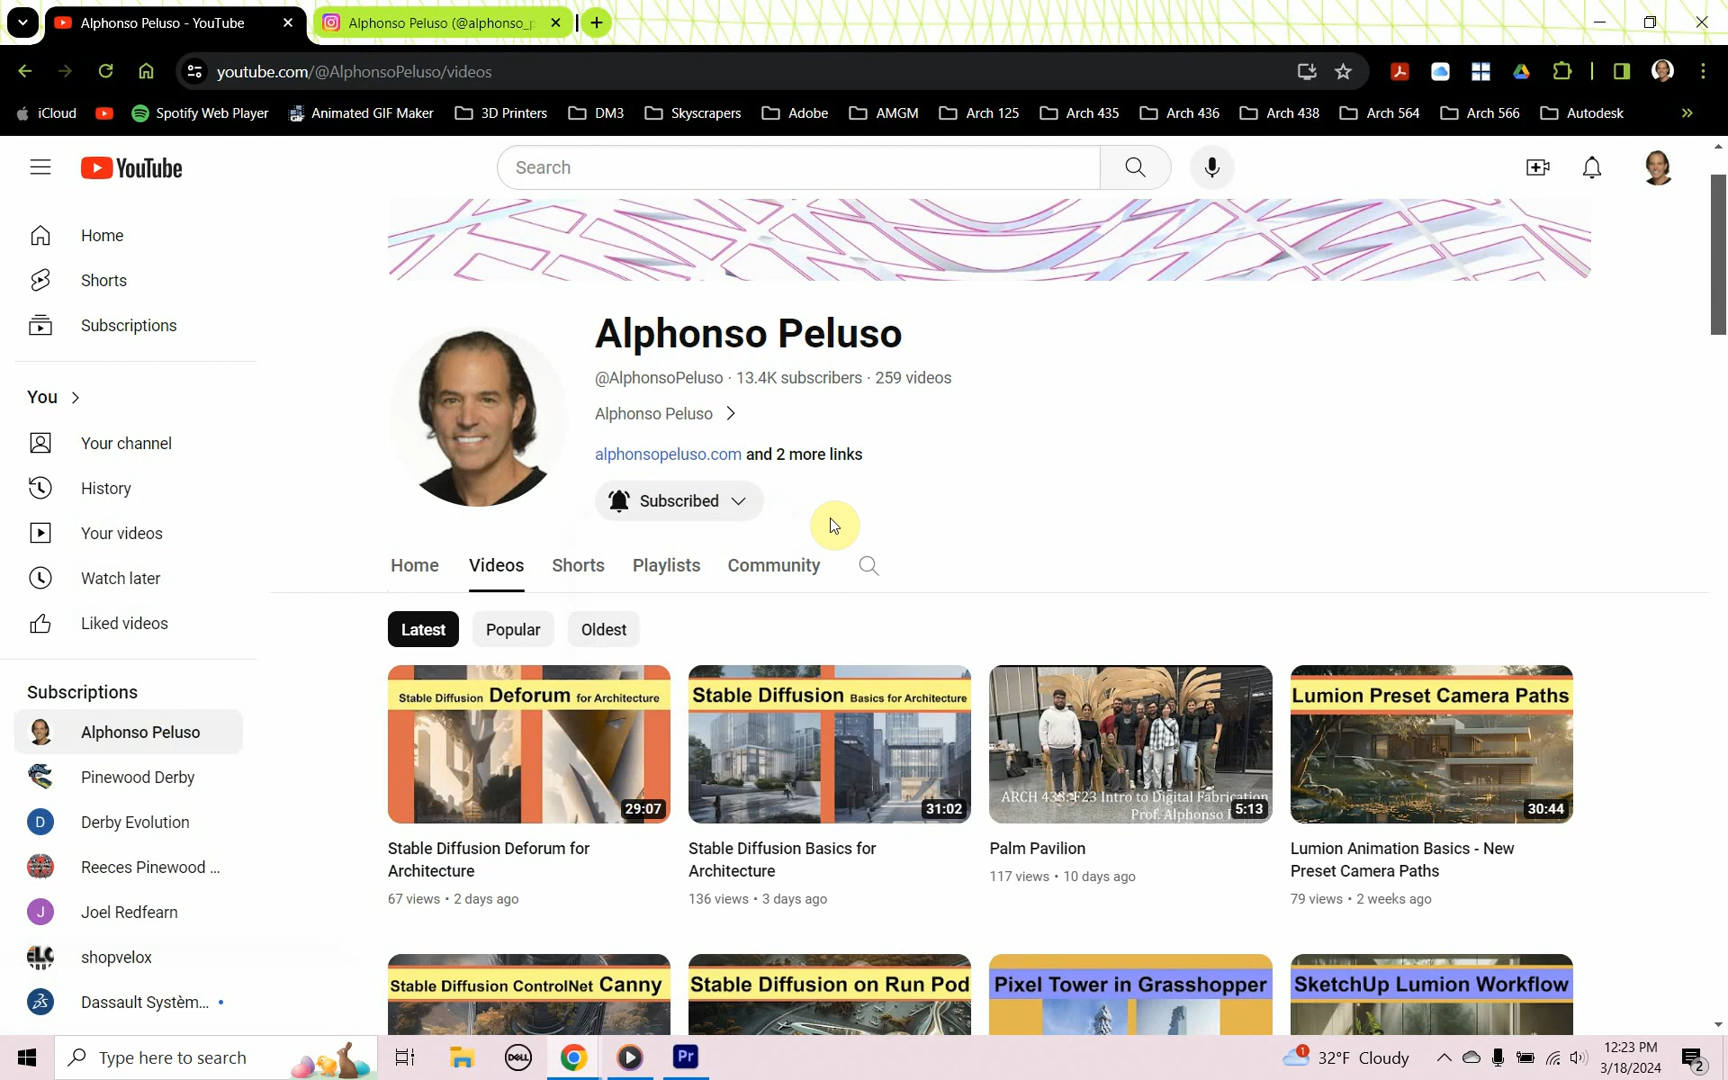 Alphonso Peluso - YouTube
Alphonso Peluso (@alphonso_
youtube.com/@AlphonsoPeluso/videos
iCloud
Spotify Web Player
Animated GIF Maker
3D Printers
DM3
Skyscrapers
Adobe
AMGM
Arch 125
Arch 435
Arch 436
Arch 438
Arch 564
Arch 566
Autodesk
YouTube
Search
Home
Shorts
Subscriptions
You
Your channel
History
Your videos
Watch later
Liked videos
Subscriptions
Alphonso Peluso
Pinewood Derby
D
Derby Evolution
Reeces Pinewood ...
J
Joel Redfearn
shopvelox
Dassault Systèm...
Alphonso Peluso
@AlphonsoPeluso · 13.4K subscribers · 259 videos
Alphonso Peluso
alphonsopeluso.com and 2 more links
Subscribed
Home
Videos
Shorts
Playlists
Community
Latest
Popular
Oldest
Stable Diffusion Deforum for Architecture
29:07
Stable Diffusion Deforum for
Architecture
67 views • 2 days ago
Stable Diffusion Basics for Architecture
31:02
Stable Diffusion Basics for
Architecture
136 views • 3 days ago
ARCH 433: F23 Intro to Digital Fabrication
Prof. Alphonso
5:13
Palm Pavilion
117 views • 10 days ago
Lumion Preset Camera Paths
30:44
Lumion Animation Basics - New
Preset Camera Paths
79 views • 2 weeks ago
Stable Diffusion ControlNet Canny
Stable Diffusion on Run Pod
Pixel Tower in Grasshopper
SketchUp Lumion Workflow
Type here to search
DELL
Pr
1
32°F Cloudy
12:23 PM
3/18/2024
2